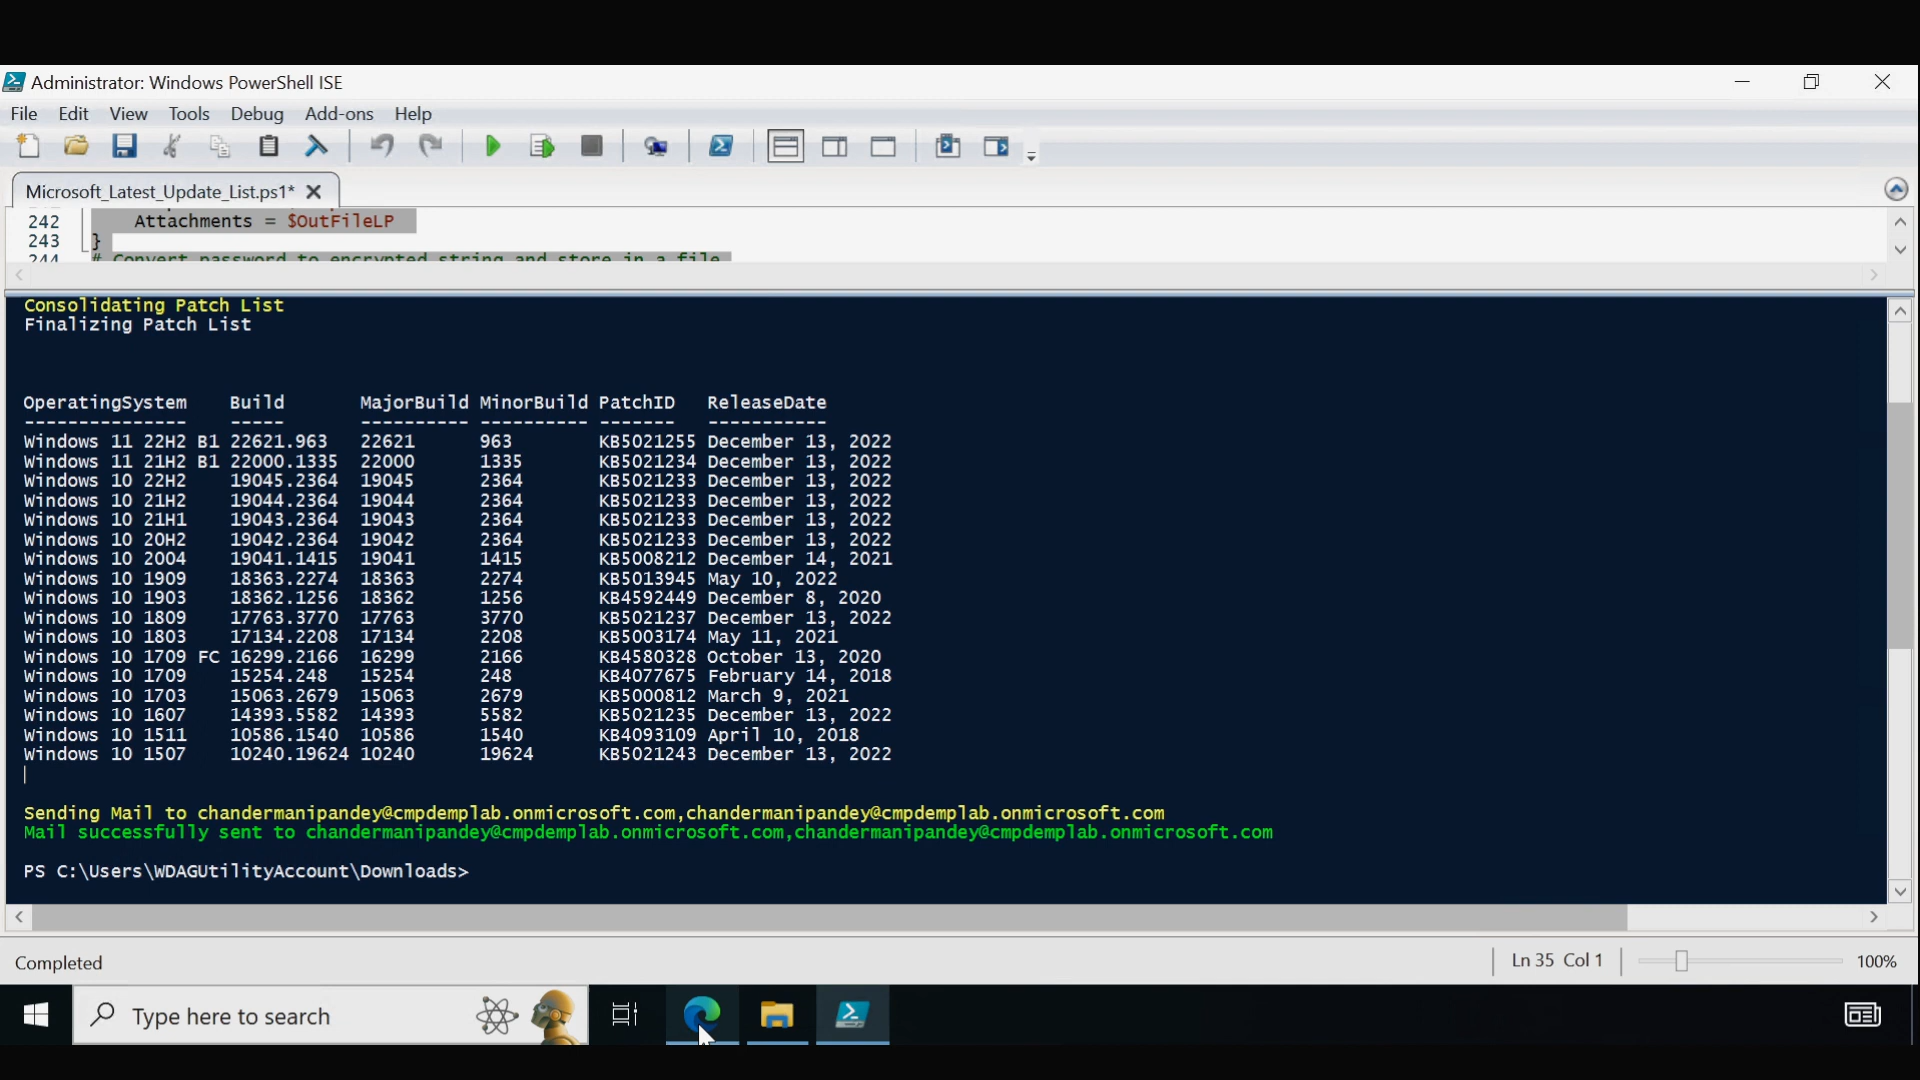 Administrator: Windows PowerShell ISE
File Edit View Tools Debug Add-ons Help
Microsoft_Latest_Update_List.ps1*
242 Attachments = $OutFileLP
243 }
244 # Convert password to encrypted string and store in a file
Consolidating Patch List
Finalizing Patch List
OperatingSystem Build MajorBuild MinorBuild PatchID ReleaseDate
--------------- ----- ---------- ---------- ------- -----------
Windows 11 22H2 B1 22621.963 22621 963 KB5021255 December 13, 2022
Windows 11 21H2 B1 22000.1335 22000 1335 KB5021234 December 13, 2022
Windows 10 22H2 19045.2364 19045 2364 KB5021233 December 13, 2022
Windows 10 21H2 19044.2364 19044 2364 KB5021233 December 13, 2022
Windows 10 21H1 19043.2364 19043 2364 KB5021233 December 13, 2022
Windows 10 20H2 19042.2364 19042 2364 KB5021233 December 13, 2022
Windows 10 2004 19041.1415 19041 1415 KB5008212 December 14, 2021
Windows 10 1909 18363.2274 18363 2274 KB5013945 May 10, 2022
Windows 10 1903 18362.1256 18362 1256 KB4592449 December 8, 2020
Windows 10 1809 17763.3770 17763 3770 KB5021237 December 13, 2022
Windows 10 1803 17134.2208 17134 2208 KB5003174 May 11, 2021
Windows 10 1709 FC 16299.2166 16299 2166 KB4580328 October 13, 2020
Windows 10 1709 15254.248 15254 248 KB4077675 February 14, 2018
Windows 10 1703 15063.2679 15063 2679 KB5000812 March 9, 2021
Windows 10 1607 14393.5582 14393 5582 KB5021235 December 13, 2022
Windows 10 1511 10586.1540 10586 1540 KB4093109 April 10, 2018
Windows 10 1507 10240.19624 10240 19624 KB5021243 December 13, 2022
Sending Mail to chandermanipandey@cmpdemplab.onmicrosoft.com,chandermanipandey@cmpdemplab.onmicrosoft.com
Mail successfully sent to chandermanipandey@cmpdemplab.onmicrosoft.com,chandermanipandey@cmpdemplab.onmicrosoft.com
PS C:\Users\WDAGUtilityAccount\Downloads>
Completed Ln 35 Col 1 100%
Type here to search